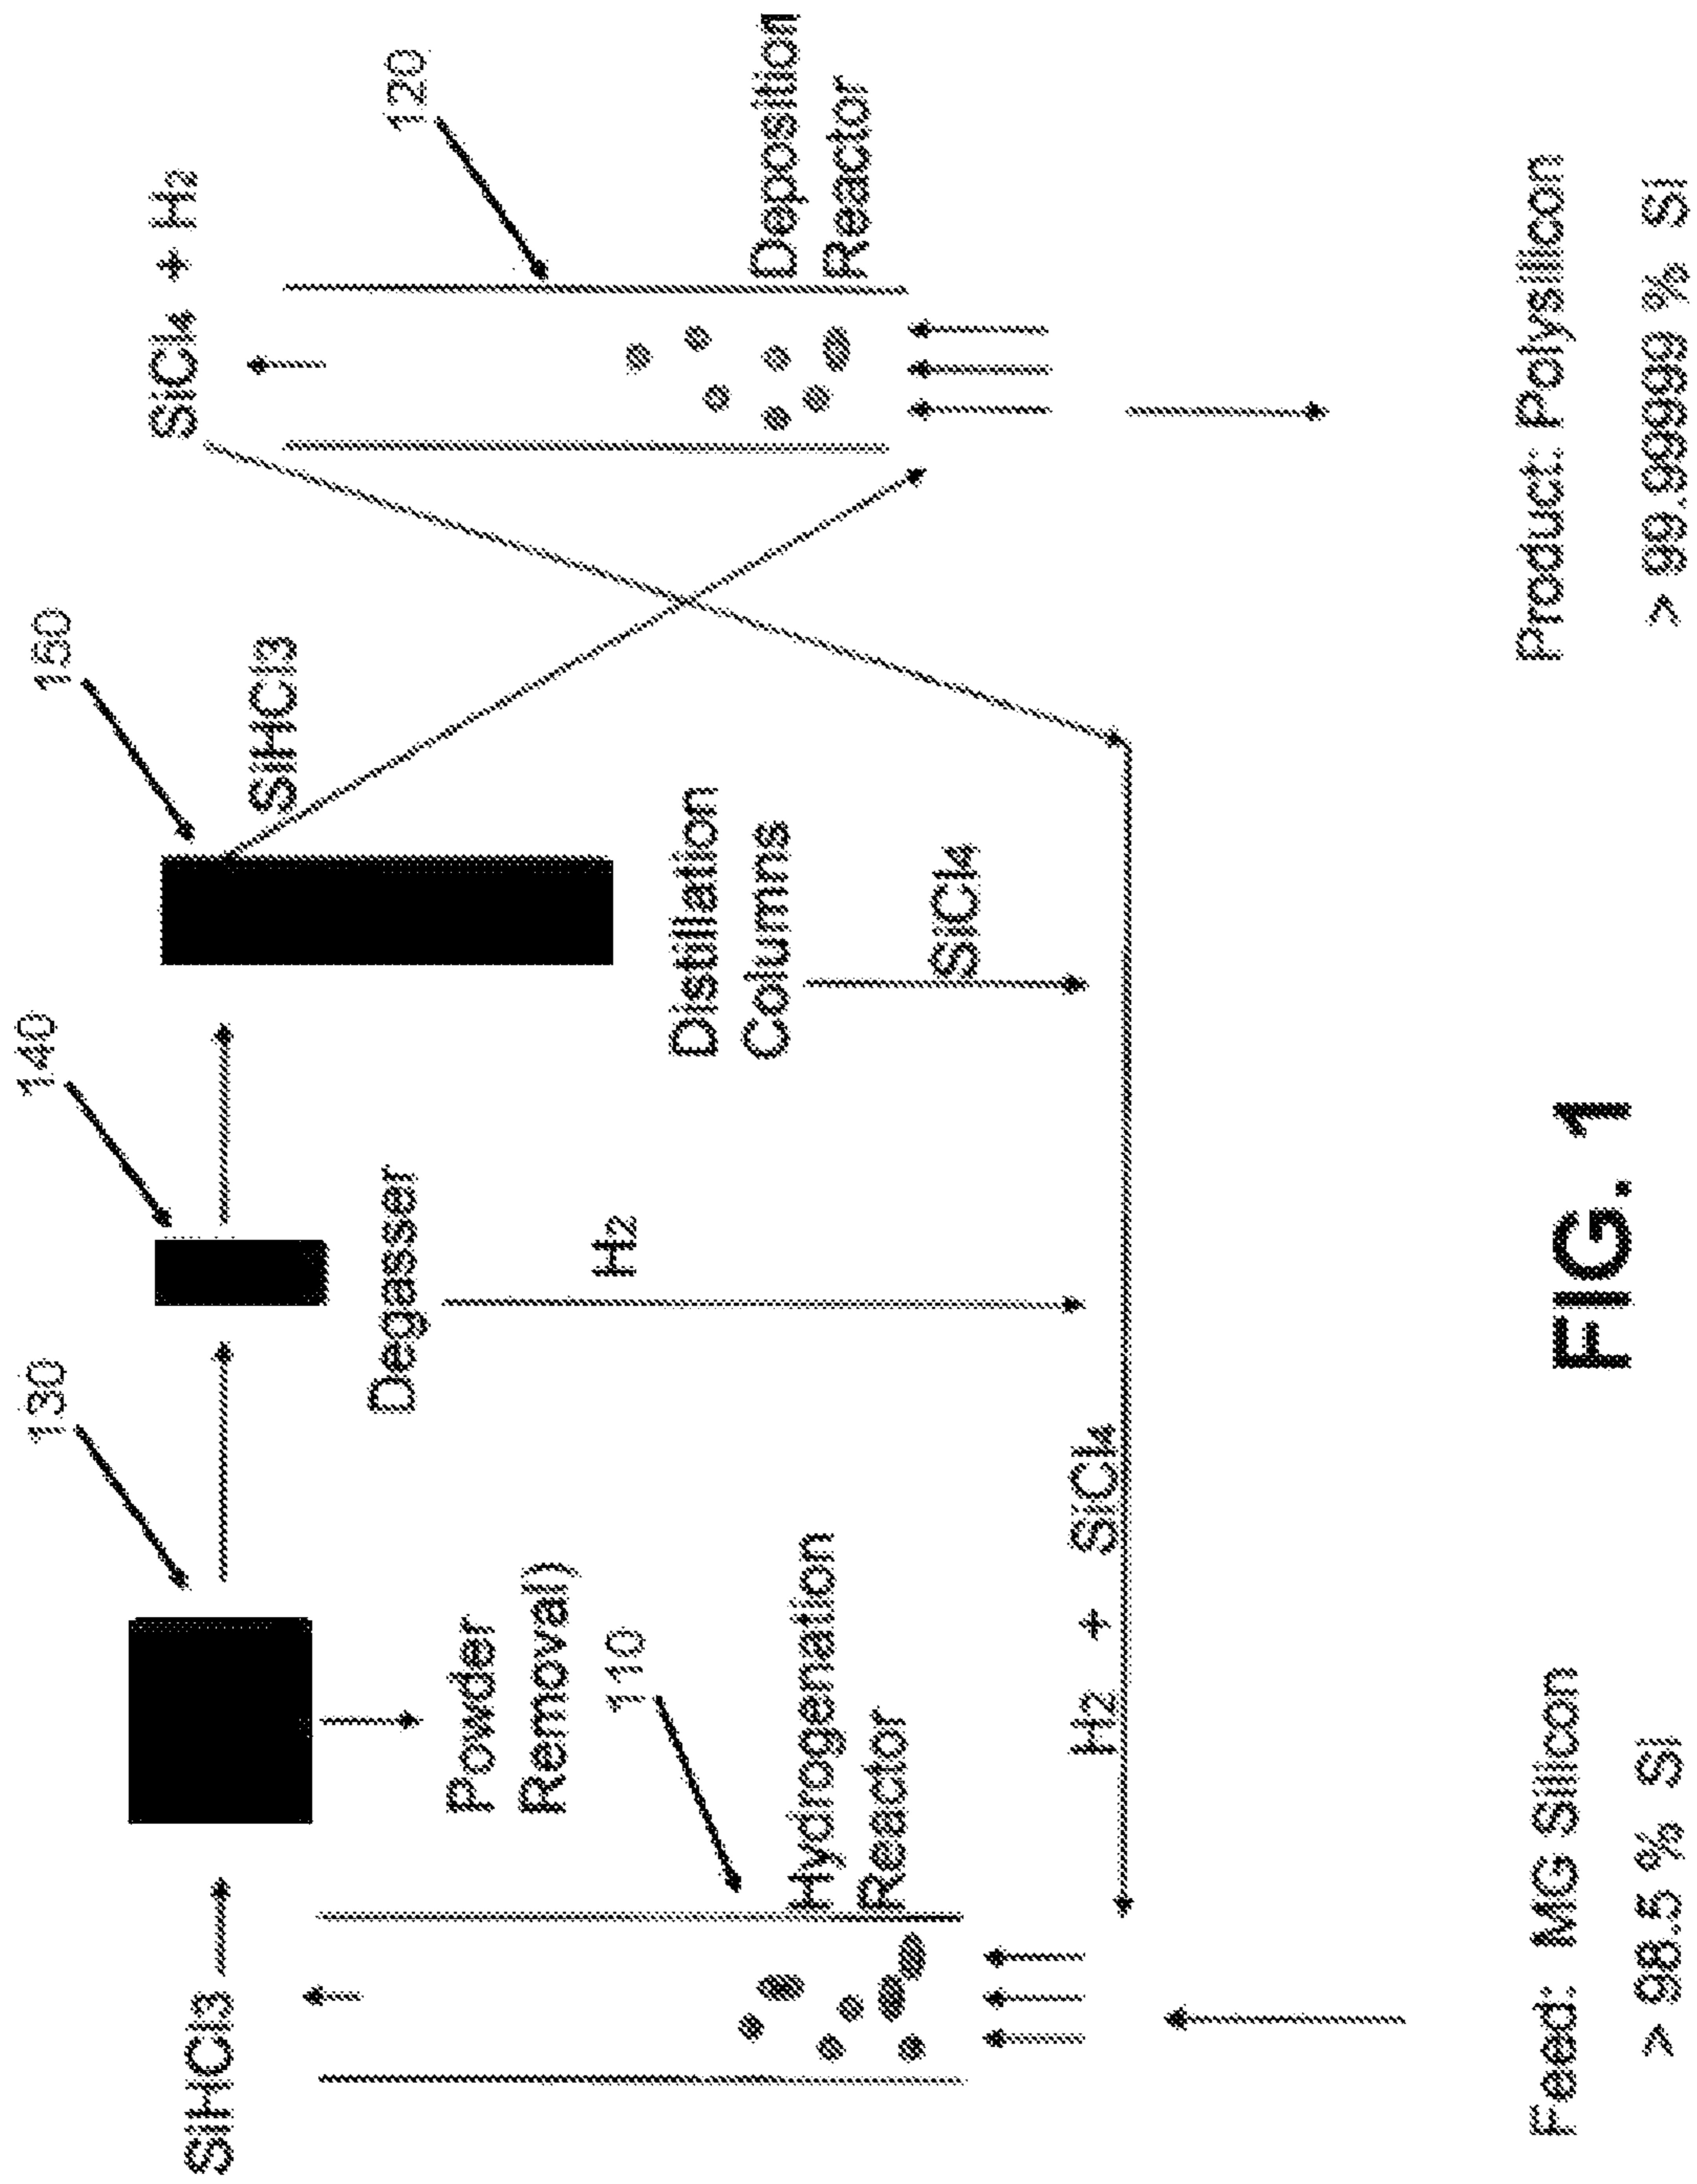 130
140
150
120
SiHCl3
SiHCl3
SiCl4 + H2
Powder
Removal)
Degasser
H2
Distillation
Columns
SiCl4
110
Hydrogenation
Reactor
Deposition
Reactor
H2 + SiCl4
Feed: MG Silicon
> 98.5 % Si
Product: Polysilicon
> 99.99999 % Si
FIG. 1